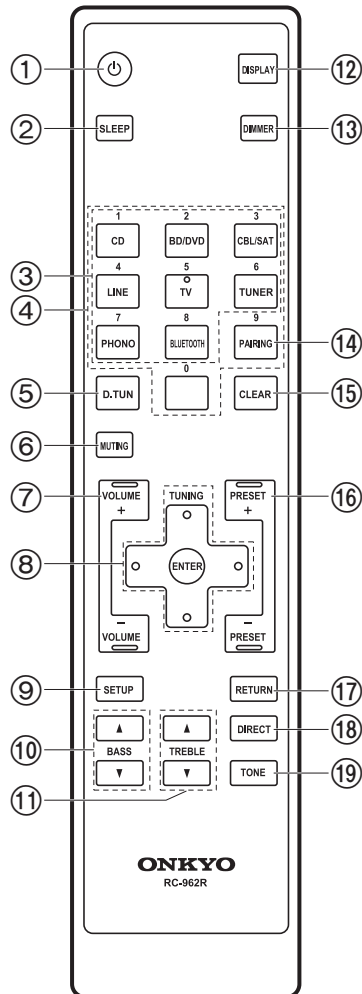 ① DISPLAY ⑫
② SLEEP DIMMER ⑬
1 2 3
③ CD BD/DVD CBL/SAT
④ 4 5 6
LINE TV TUNER
7 8 9
PHONO BLUETOOTH PAIRING ⑭
0
⑤ D.TUN CLEAR ⑮
⑥ MUTING
⑦ VOLUME TUNING PRESET ⑯
+ +
⑧ ENTER
− −
VOLUME PRESET
⑨ SETUP RETURN ⑰
▲ ▲ DIRECT ⑱
⑩ BASS TREBLE
▼ ▼ TONE ⑲
⑪
ONKYO
RC-962R